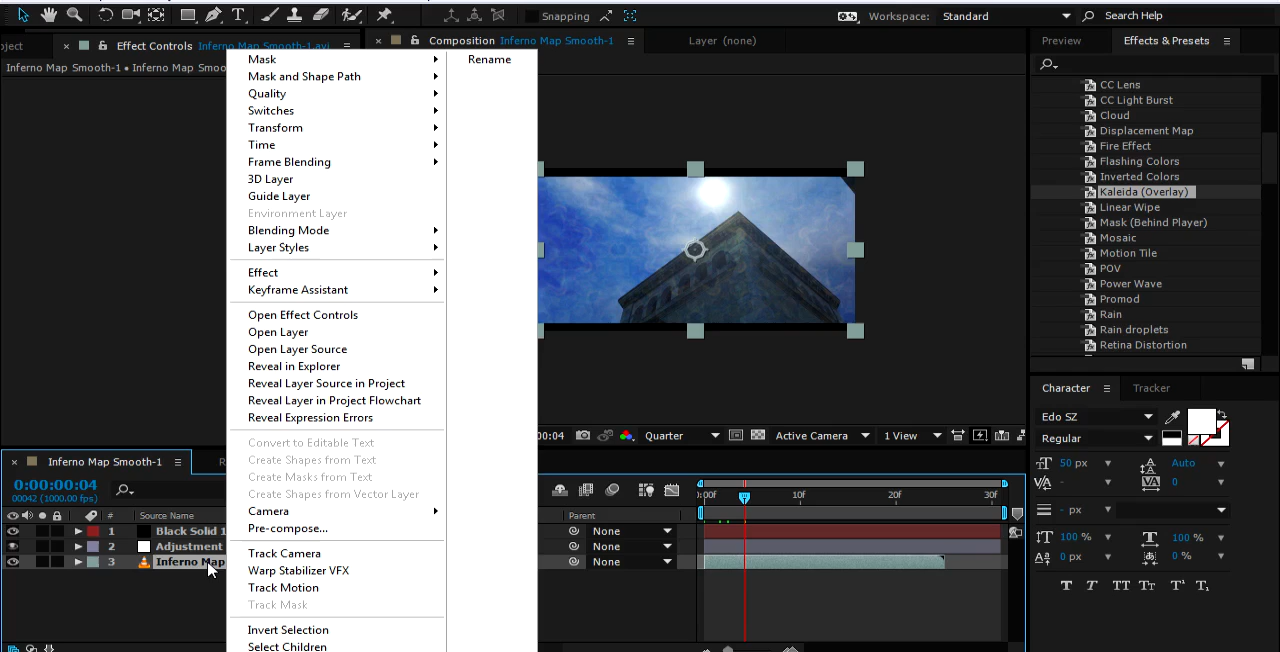 Snapping
Workspace: Standard
Search Help
oject
Effect Controls Inferno Map Smooth-1.avi
Composition Inferno Map Smooth-1
Layer (none)
Preview
Effects & Presets
Inferno Map Smooth-1 • Inferno Map Smoo
Mask
Mask and Shape Path
Quality
Switches
Transform
Time
Frame Blending
3D Layer
Guide Layer
Environment Layer
Blending Mode
Layer Styles
Effect
Keyframe Assistant
Open Effect Controls
Open Layer
Open Layer Source
Reveal in Explorer
Reveal Layer Source in Project
Reveal Layer in Project Flowchart
Reveal Expression Errors
Convert to Editable Text
Create Shapes from Text
Create Masks from Text
Create Shapes from Vector Layer
Camera
Pre-compose...
Track Camera
Warp Stabilizer VFX
Track Motion
Track Mask
Invert Selection
Select Children
Rename
CC Lens
CC Light Burst
Cloud
Displacement Map
Fire Effect
Flashing Colors
Inverted Colors
Kaleida (Overlay)
Linear Wipe
Mask (Behind Player)
Mosaic
Motion Tile
POV
Power Wave
Promod
Rain
Rain droplets
Retina Distortion
Character
Tracker
Edo SZ
Regular
50 px
Auto
-
0
- px
100 %
100 %
0 px
0 %
T T TT Tт T¹ T₁
00:04
Quarter
Active Camera
1 View
Inferno Map Smooth-1
R
0:00:00:04
00042 (1000.00 fps)
# Source Name
Parent
:00F 10f 20f 30f
1 Black Solid 1
None
2 Adjustment
None
3 Inferno Map
None